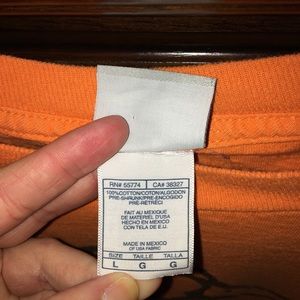 RN# 55774 CA# 38327
100%COTTON/COTON/ALGODON
PRE-SHRUNK/PRE-ENCOGIDO
PRE-RETRÉCI
FAIT AU MEXIQUE
DE MATERIEL D'USA
HECHO EN MEXICO
CON TELA DE E.U.
MADE IN MEXICO
OF USA FABRIC
SIZE TAILLE TALLA
L G G